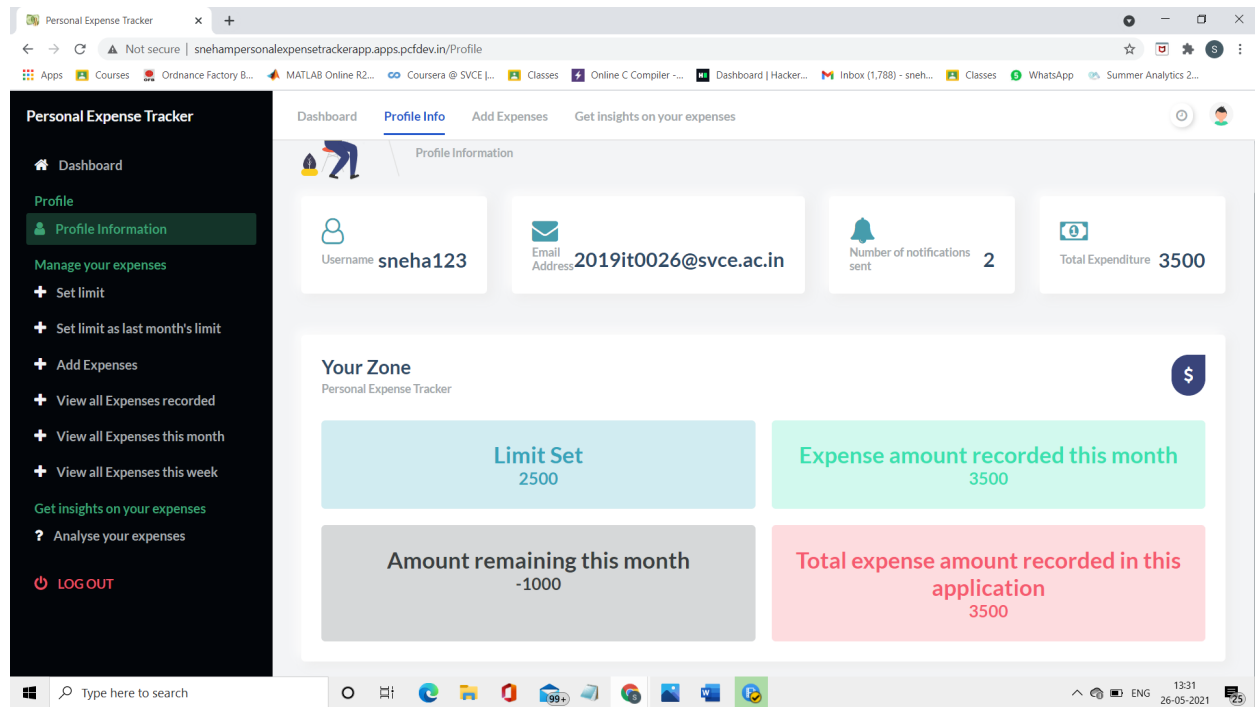 Personal Expense Tracker
Not secure | snehampersonalexpensetrackerapp.apps.pcfdev.in/Profile
S
Apps Courses Ordnance Factory B... MATLAB Online R2... Coursera @ SVCE |... Classes Online C Compiler -... Dashboard | Hacker... Inbox (1,788) - sneh... Classes WhatsApp Summer Analytics 2...
Personal Expense Tracker
Dashboard Profile Info Add Expenses Get insights on your expenses
Profile Information
Dashboard
Profile
Profile Information
Manage your expenses
Set limit
Set limit as last month's limit
Add Expenses
View all Expenses recorded
View all Expenses this month
View all Expenses this week
Get insights on your expenses
? Analyse your expenses
LOG OUT
Username sneha123
Email
Address 2019it0026@svce.ac.in
Number of notifications
sent 2
Total Expenditure 3500
Your Zone
Personal Expense Tracker
$
Limit Set
2500
Expense amount recorded this month
3500
Amount remaining this month
-1000
Total expense amount recorded in this
application
3500
Type here to search
99+
ENG
13:31
26-05-2021
25